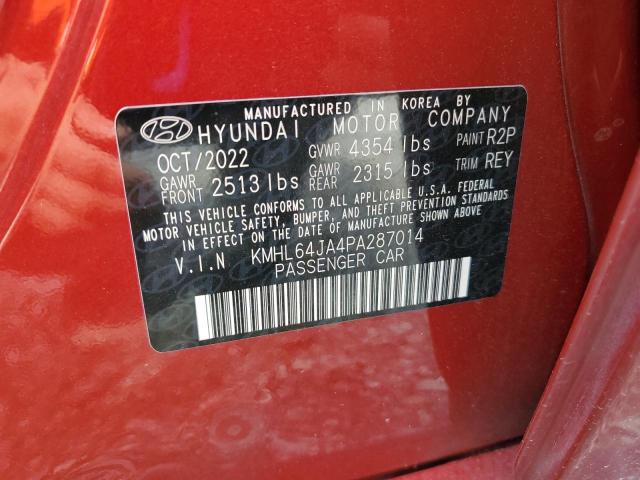 MANUFACTURED IN KOREA BY
HYUNDAI MOTOR COMPANY
OCT/2022 GVWR 4354 lbs PAINT R2P
GAWR FRONT 2513 lbs GAWR REAR 2315 lbs TRIM REY
THIS VEHICLE CONFORMS TO ALL APPLICABLE U.S.A. FEDERAL
MOTOR VEHICLE SAFETY, BUMPER, AND THEFT PREVENTION
STANDARDS IN EFFECT ON THE DATE OF MANUFACTURE SHOWN ABOVE.
V.I.N KMHL64JA4PA287014
PASSENGER CAR